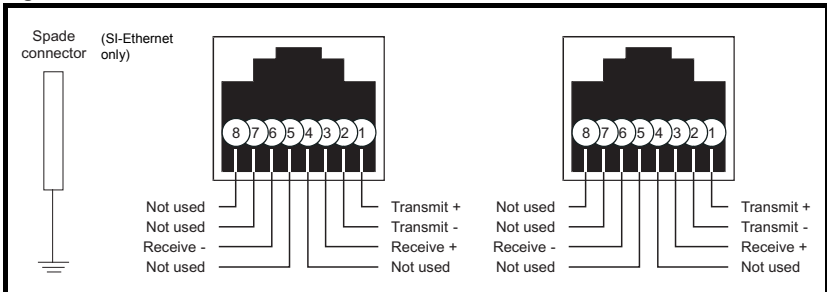 Spade
connector
(SI-Ethernet
only)
8 7 6 5 4 3 2 1
Not used
Not used
Receive -
Not used
Transmit +
Transmit -
Receive +
Not used
8 7 6 5 4 3 2 1
Not used
Not used
Receive -
Not used
Transmit +
Transmit -
Receive +
Not used